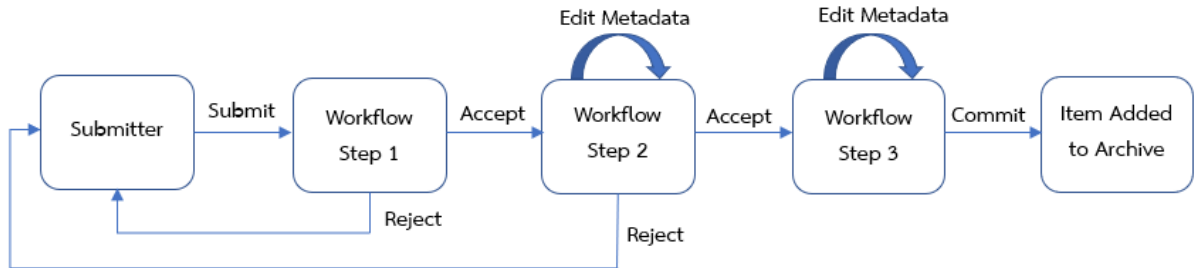 Edit Metadata
Edit Metadata
Submitter
Submit
Workflow
Step 1
Accept
Workflow
Step 2
Accept
Workflow
Step 3
Commit
Item Added
to Archive
Reject
Reject